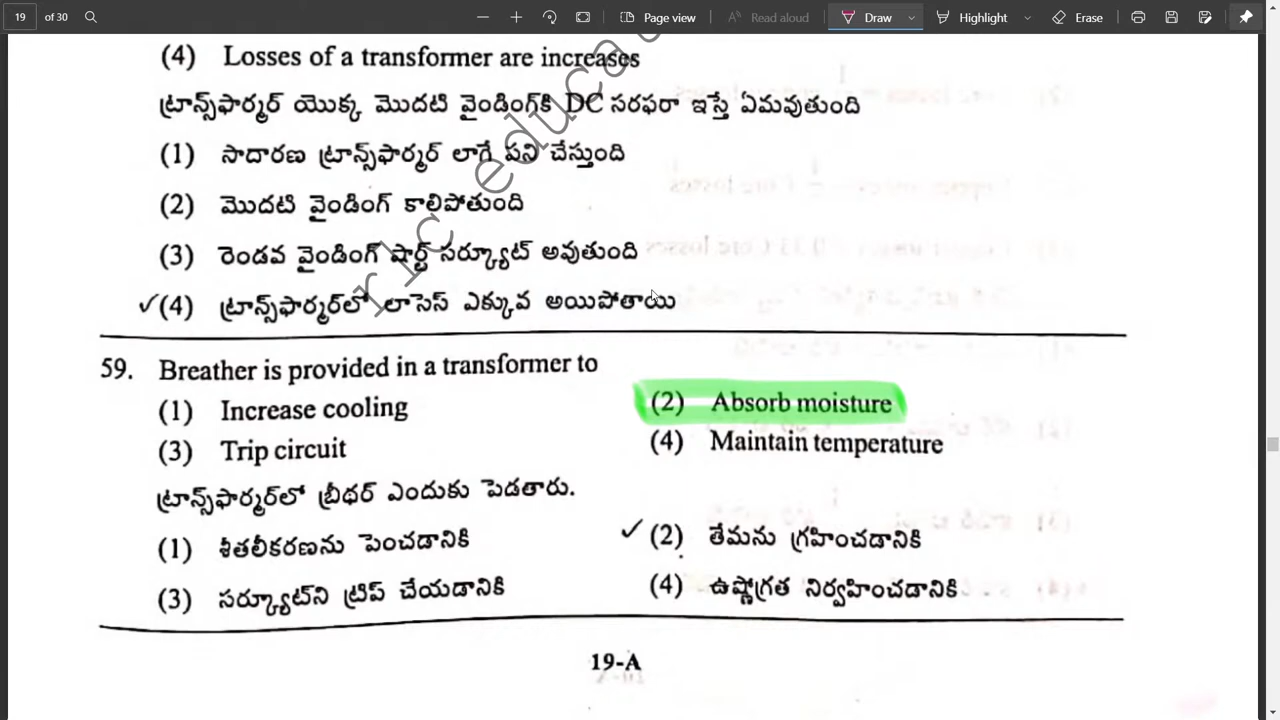 19 of 30 Page view Read aloud Draw Highlight Erase
(4) Losses of a transformer are increases
ట్రాన్స్‌ఫార్మర్ యొక్క మొదటి వైండింగ్‌కి DC సరఫరా ఇస్తే ఏమవుతుంది
(1) సాదారణ ట్రాన్స్‌ఫార్మర్ లాగే పని చేస్తుంది
(2) మొదటి వైండింగ్ కాలిపోతుంది
(3) రెండవ వైండింగ్ షార్ట్ సర్క్యూట్ అవుతుంది
✓(4) ట్రాన్స్‌ఫార్మర్‌లో లాసెస్ ఎక్కువ అయిపోతాయి
ric educa
59. Breather is provided in a transformer to
(1) Increase cooling (2) Absorb moisture
(3) Trip circuit (4) Maintain temperature
ట్రాన్స్‌ఫార్మర్‌లో బ్రీథర్ ఎందుకు పెడతారు.
(1) శీతలీకరణను పెంచడానికి ✓(2) తేమను గ్రహించడానికి
(3) సర్క్యూట్‌ని ట్రిప్ చేయడానికి (4) ఉష్ణోగ్రత నిర్వహించడానికి
19-A